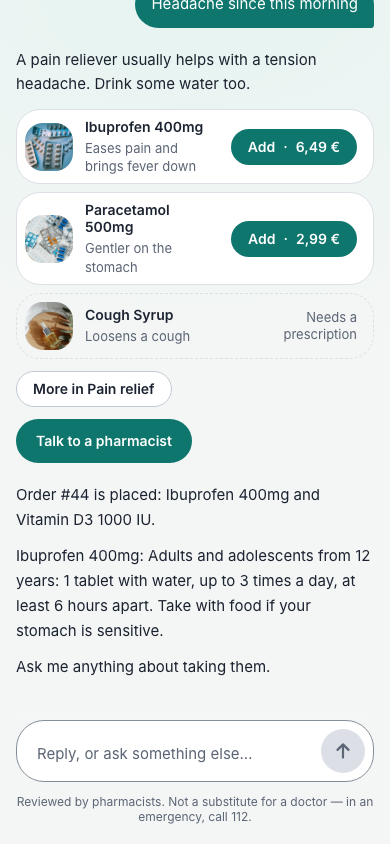 Headache since this morning
A pain reliever usually helps with a tension
headache. Drink some water too.
Ibuprofen 400mg
Eases pain and
brings fever down
Add · 6,49 €
Paracetamol
500mg
Gentler on the
stomach
Add · 2,99 €
Cough Syrup
Loosens a cough
Needs a
prescription
More in Pain relief
Talk to a pharmacist
Order #44 is placed: Ibuprofen 400mg and
Vitamin D3 1000 IU.
Ibuprofen 400mg: Adults and adolescents from 12
years: 1 tablet with water, up to 3 times a day, at
least 6 hours apart. Take with food if your
stomach is sensitive.
Ask me anything about taking them.
Reply, or ask something else...
Reviewed by pharmacists. Not a substitute for a doctor — in an
emergency, call 112.